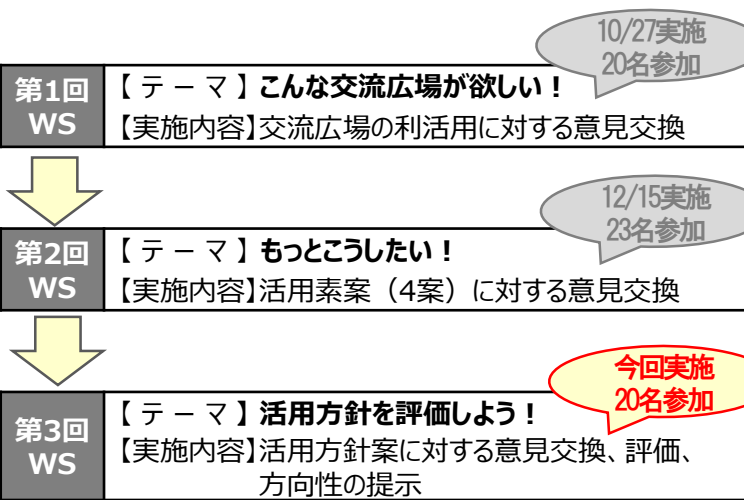 10/27実施
20名参加
第1回
WS
【テーマ】こんな交流広場が欲しい！
【実施内容】交流広場の利活用に対する意見交換
12/15実施
23名参加
第2回
WS
【テーマ】もっとこうしたい！
【実施内容】活用素案（4案）に対する意見交換
今回実施
20名参加
第3回
WS
【テーマ】活用方針を評価しよう！
【実施内容】活用方針案に対する意見交換、評価、
方向性の提示